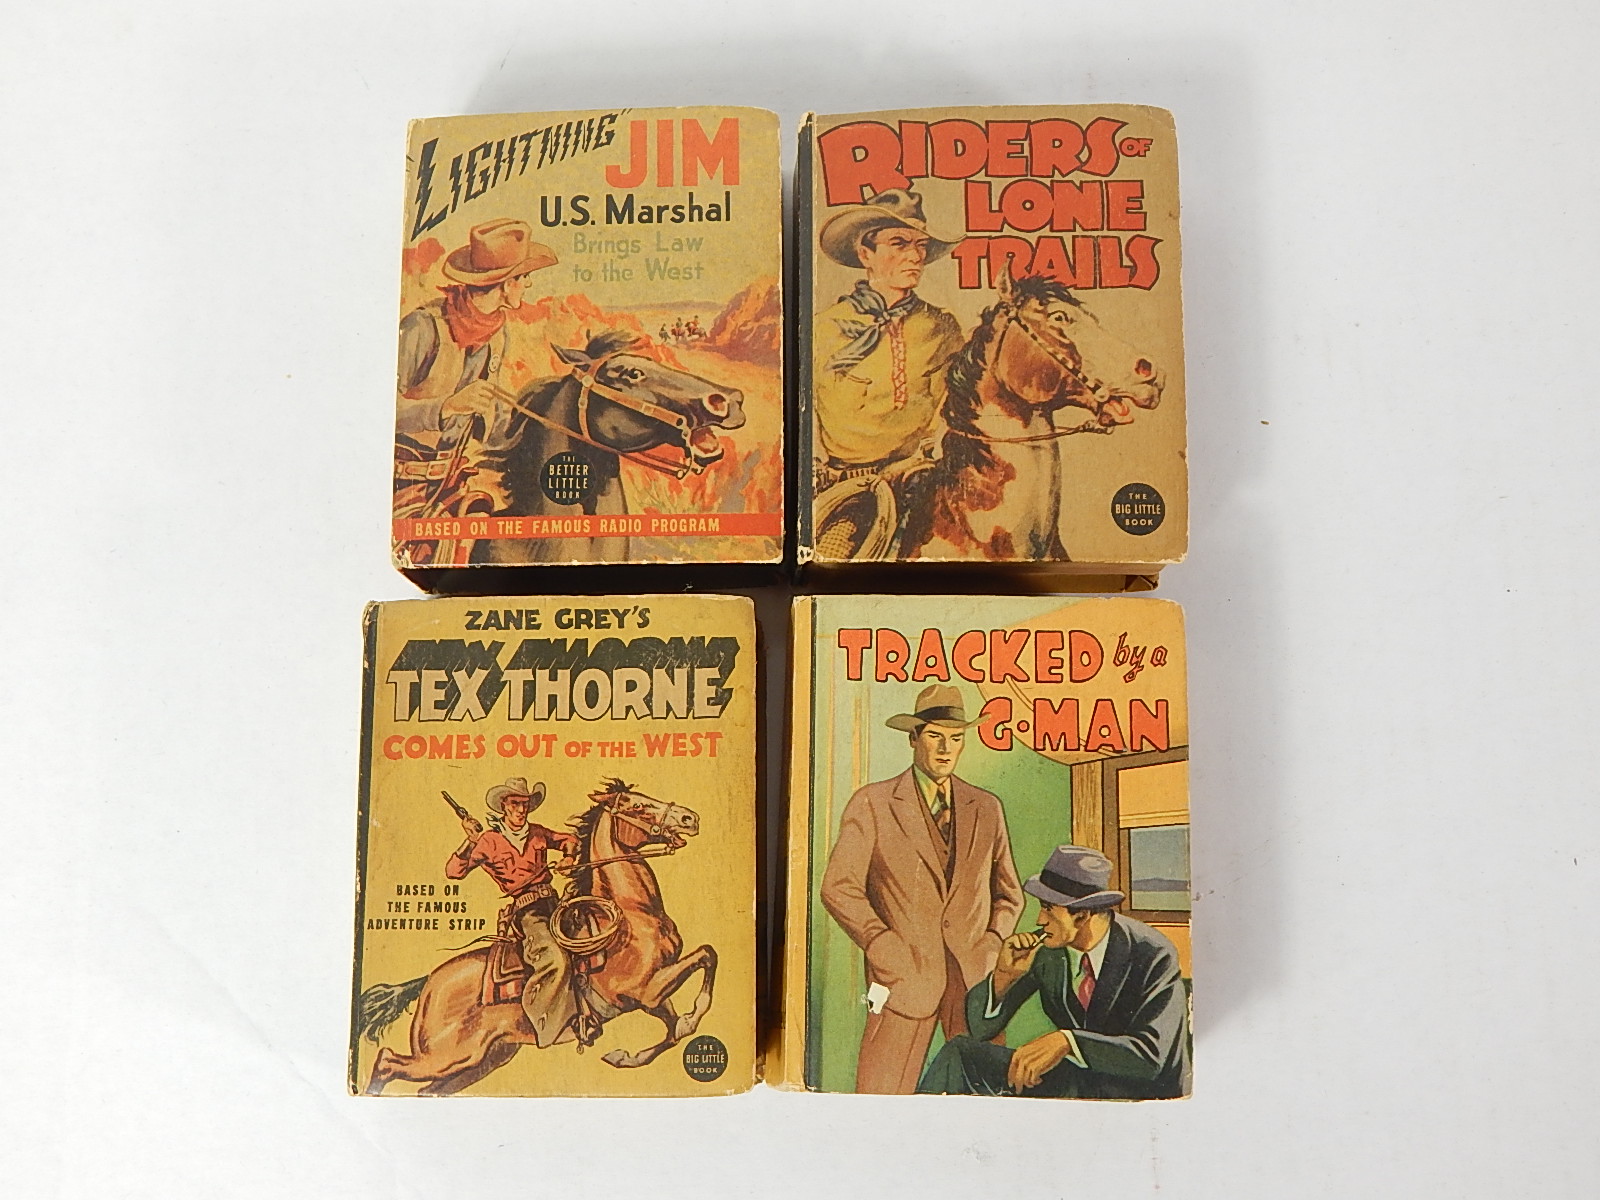 "LIGHTNING"
JIM
U.S. Marshal
Brings Law
to the West
THE
BETTER
LITTLE
BOOK
BASED ON THE FAMOUS RADIO PROGRAM
RIDERS OF
LONE
TRAILS
THE
BIG LITTLE
BOOK
ZANE GREY'S
TEX THORNE
COMES OUT OF THE WEST
BASED ON
THE FAMOUS
ADVENTURE STRIP
THE
BIG LITTLE
BOOK
TRACKED by a
G-MAN